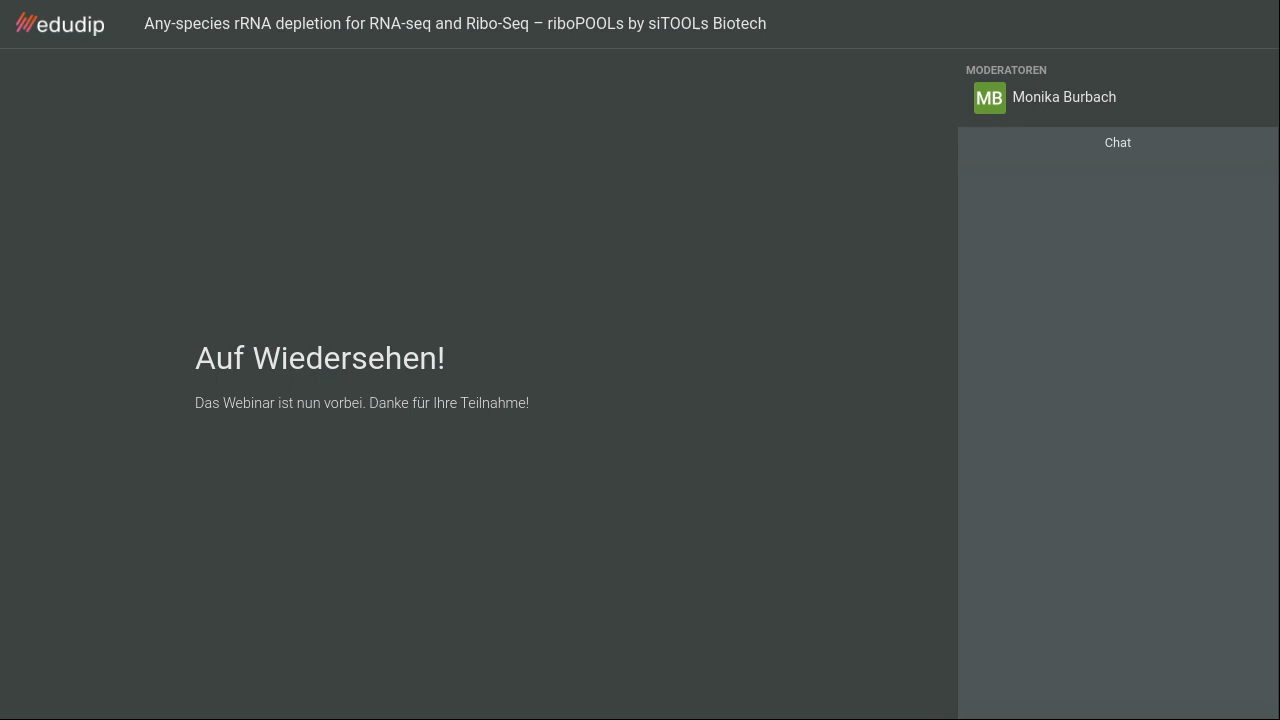 edudip
Any-species rRNA depletion for RNA-seq and Ribo-Seq – riboPOOLs by siTOOLs Biotech
MODERATOREN
MB Monika Burbach
Chat
Auf Wiedersehen!
Das Webinar ist nun vorbei. Danke für Ihre Teilnahme!